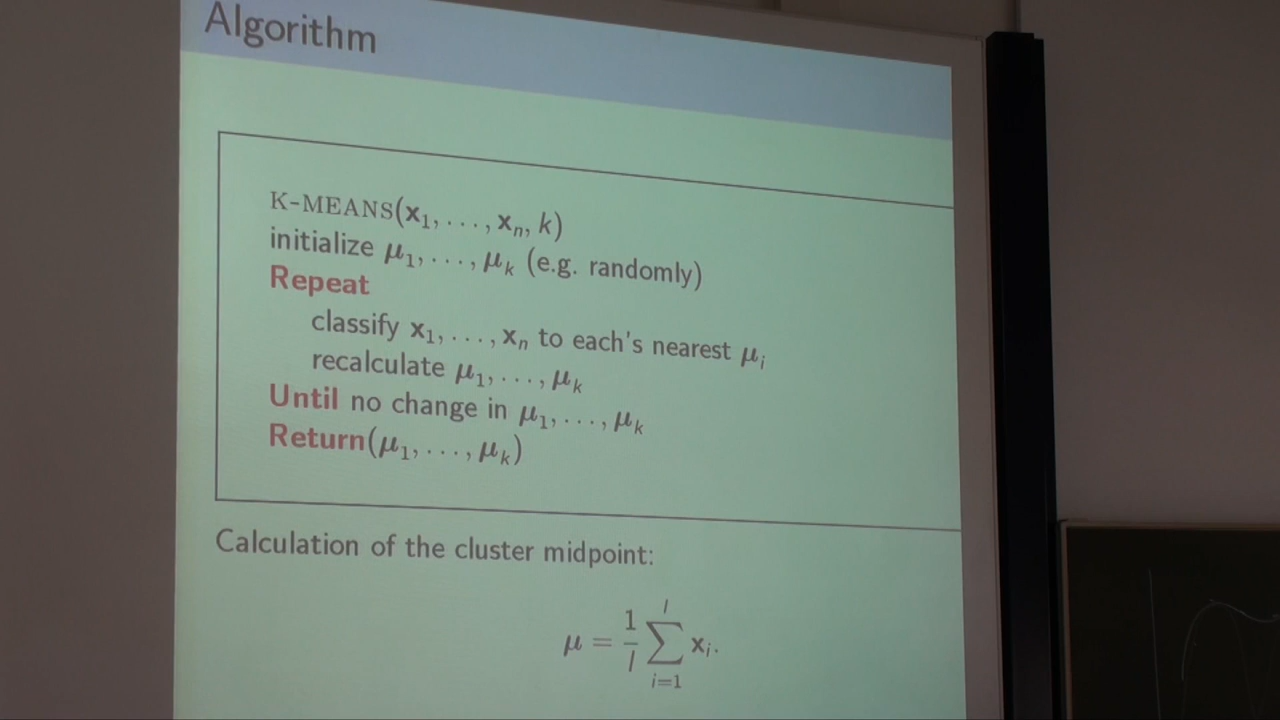 Algorithm
K-MEANS(x₁, . . . , xₙ, k)
initialize μ₁, . . . , μₖ (e.g. randomly)
Repeat
classify x₁, . . . , xₙ to each's nearest μᵢ
recalculate μ₁, . . . , μₖ
Until no change in μ₁, . . . , μₖ
Return(μ₁, . . . , μₖ)
Calculation of the cluster midpoint:
μ = 1/l ∑_{i=1}^{l} xᵢ.